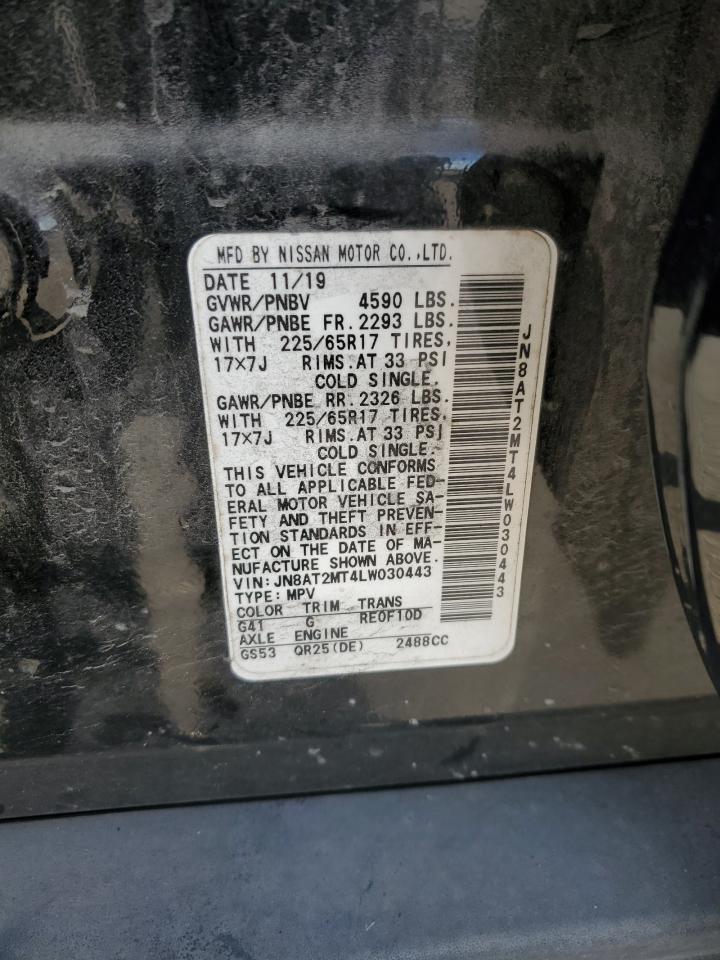 MFD BY NISSAN MOTOR CO.,LTD.
DATE 11/19
GVWR/PNBV 4590 LBS.
GAWR/PNBE FR.2293 LBS.
WITH 225/65R17 TIRES,
17×7J RIMS.AT 33 PSI
COLD SINGLE.
GAWR/PNBE RR.2326 LBS.
WITH 225/65R17 TIRES,
17×7J RIMS.AT 33 PSI
COLD SINGLE.
THIS VEHICLE CONFORMS
TO ALL APPLICABLE FED-
ERAL MOTOR VEHICLE SA-
FETY AND THEFT PREVEN-
TION STANDARDS IN EFF-
ECT ON THE DATE OF MA-
NUFACTURE SHOWN ABOVE.
VIN:JN8AT2MT4LW030443
TYPE:MPV
COLOR TRIM TRANS
G41 G RE0F10D
AXLE ENGINE
GS53 QR25(DE) 2488CC
JN8AT2MT4LW030443